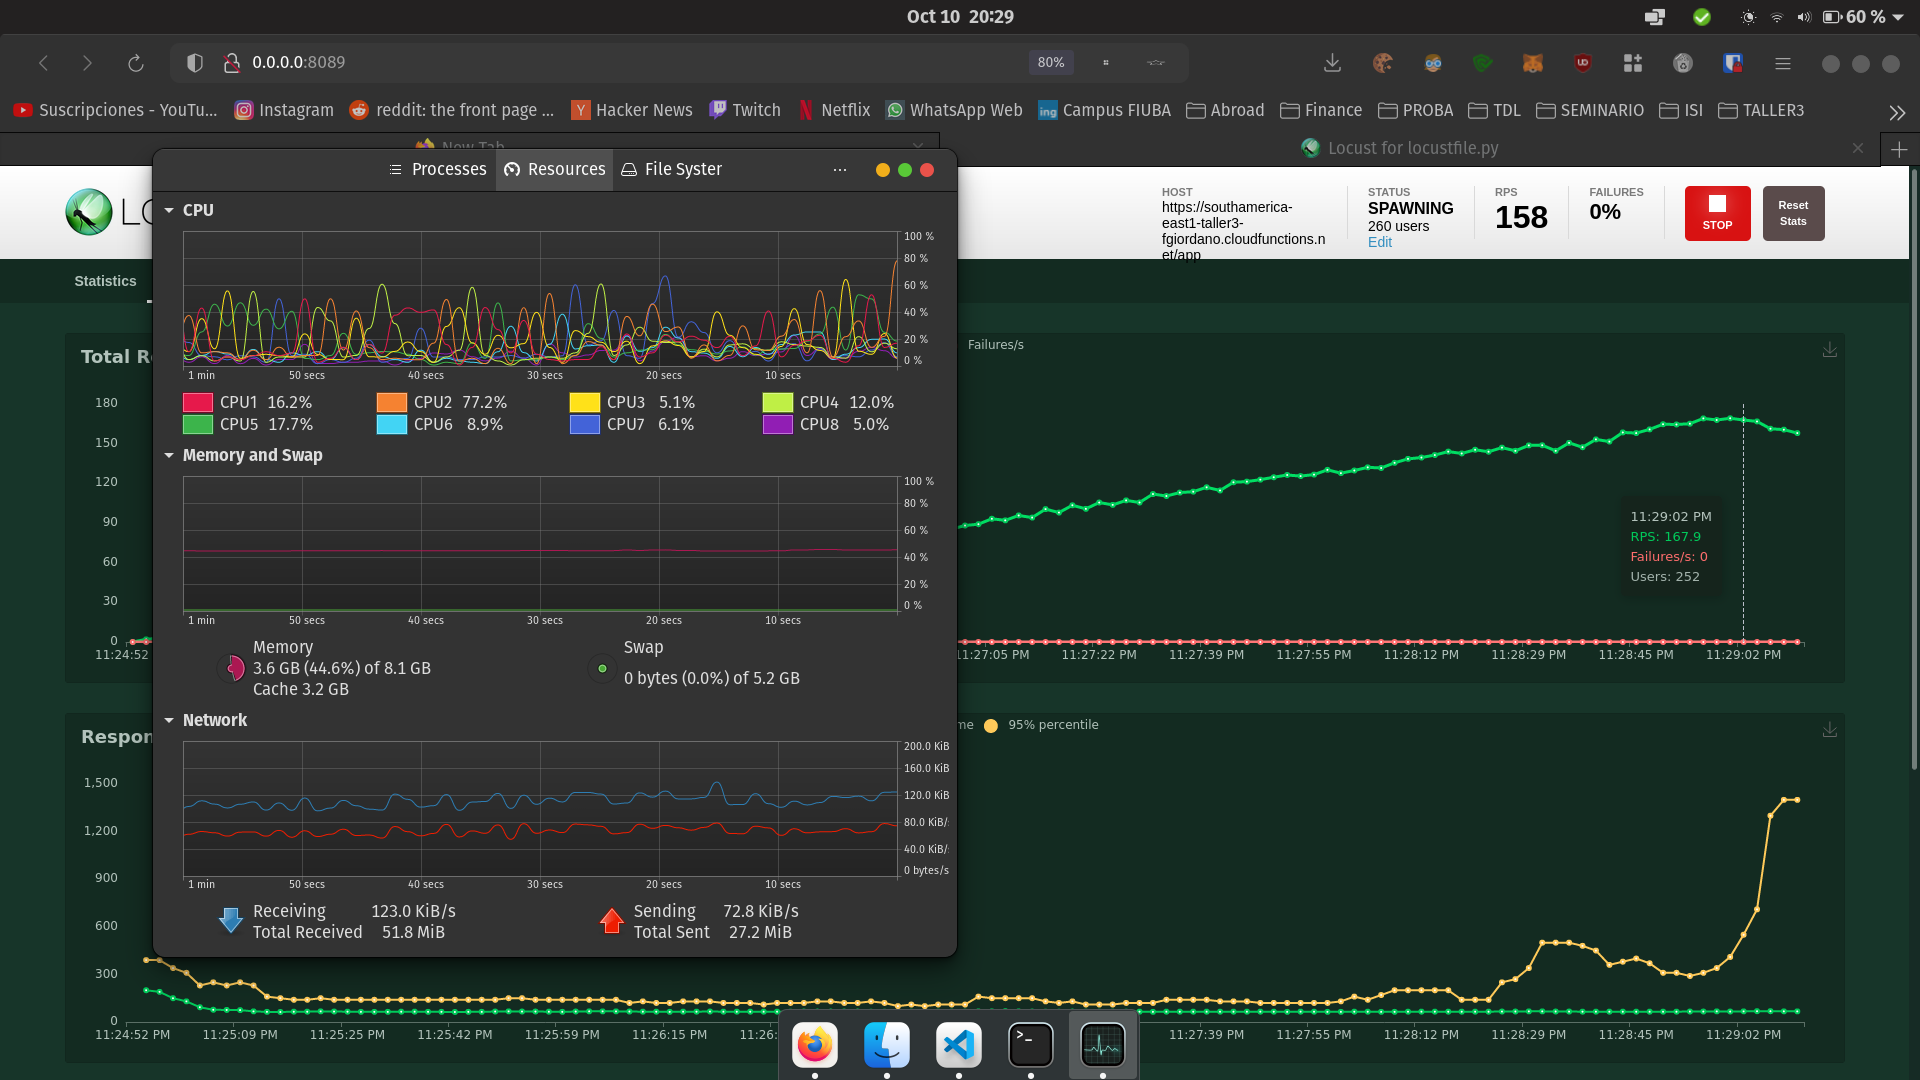 Oct 10 20:29
60 %
0.0.0.0:8089
80%
Suscripciones - YouTu... Instagram reddit: the front page ... Hacker News Twitch Netflix WhatsApp Web Campus FIUBA Abroad Finance PROBA TDL SEMINARIO ISI TALLER3
New Tab
Locust for locustfile.py
Processes Resources File Syster
LO
HOST
https://southamerica-
east1-taller3-
fgiordano.cloudfunctions.n
et/app
STATUS
SPAWNING
260 users
Edit
RPS
158
FAILURES
0%
STOP
Reset
Stats
Statistics
CPU
100 %
80 %
60 %
40 %
20 %
0 %
1 min 50 secs 40 secs 30 secs 20 secs 10 secs
CPU1 16.2% CPU2 77.2% CPU3 5.1% CPU4 12.0%
CPU5 17.7% CPU6 8.9% CPU7 6.1% CPU8 5.0%
Memory and Swap
100 %
80 %
60 %
40 %
20 %
0 %
1 min 50 secs 40 secs 30 secs 20 secs 10 secs
Memory
3.6 GB (44.6%) of 8.1 GB
Cache 3.2 GB
Swap
0 bytes (0.0%) of 5.2 GB
Network
200.0 KiB
160.0 KiB
120.0 KiB
80.0 KiB/
40.0 KiB/
0 bytes/s
1 min 50 secs 40 secs 30 secs 20 secs 10 secs
Receiving 123.0 KiB/s
Total Received 51.8 MiB
Sending 72.8 KiB/s
Total Sent 27.2 MiB
Total R
Failures/s
180
150
120
90
60
30
0
11:29:02 PM
RPS: 167.9
Failures/s: 0
Users: 252
11:24:52 11:27:05 PM 11:27:22 PM 11:27:39 PM 11:27:55 PM 11:28:12 PM 11:28:29 PM 11:28:45 PM 11:29:02 PM
Respon
me 95% percentile
1,500
1,200
900
600
300
0
11:24:52 PM 11:25:09 PM 11:25:25 PM 11:25:42 PM 11:25:59 PM 11:26:15 PM 11:26: 11:27:39 PM 11:27:55 PM 11:28:12 PM 11:28:29 PM 11:28:45 PM 11:29:02 PM